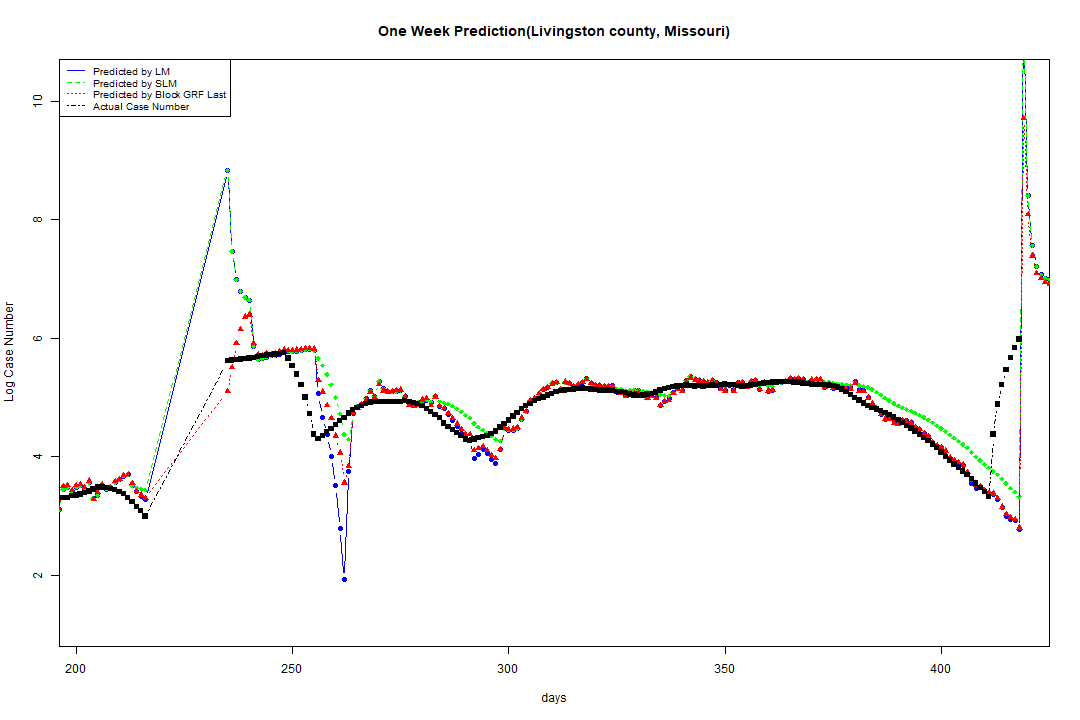 One Week Prediction(Livingston county, Missouri)
Predicted by LM
Predicted by SLM
Predicted by Block GRF Last
Actual Case Number
10
8
6
4
2
Log Case Number
200 250 300 350 400
days